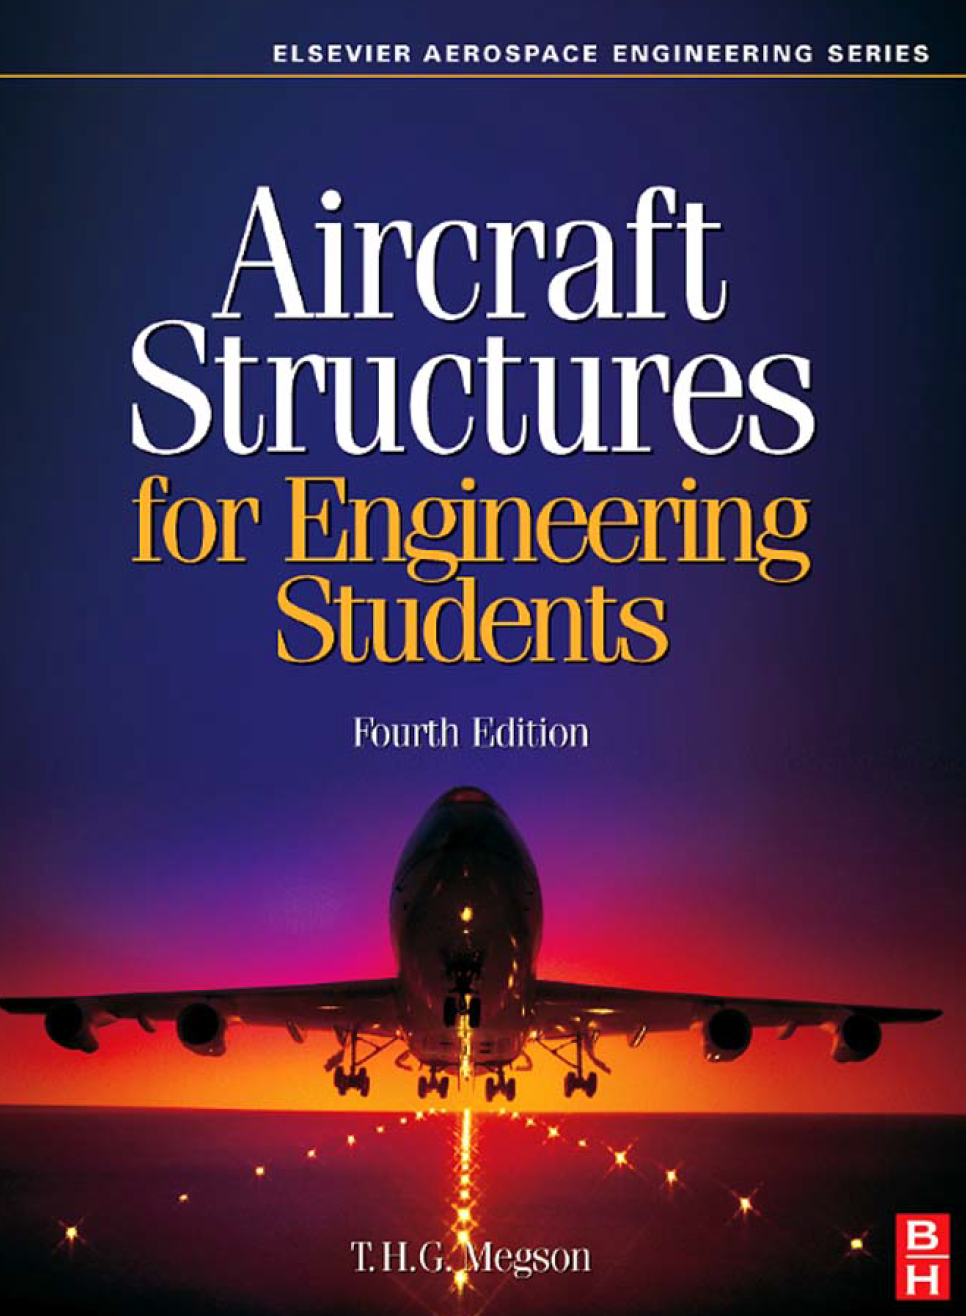 ELSEVIER AEROSPACE ENGINEERING SERIES
Aircraft
Structures
for Engineering
Students
Fourth Edition
T.H.G. Megson
B
H